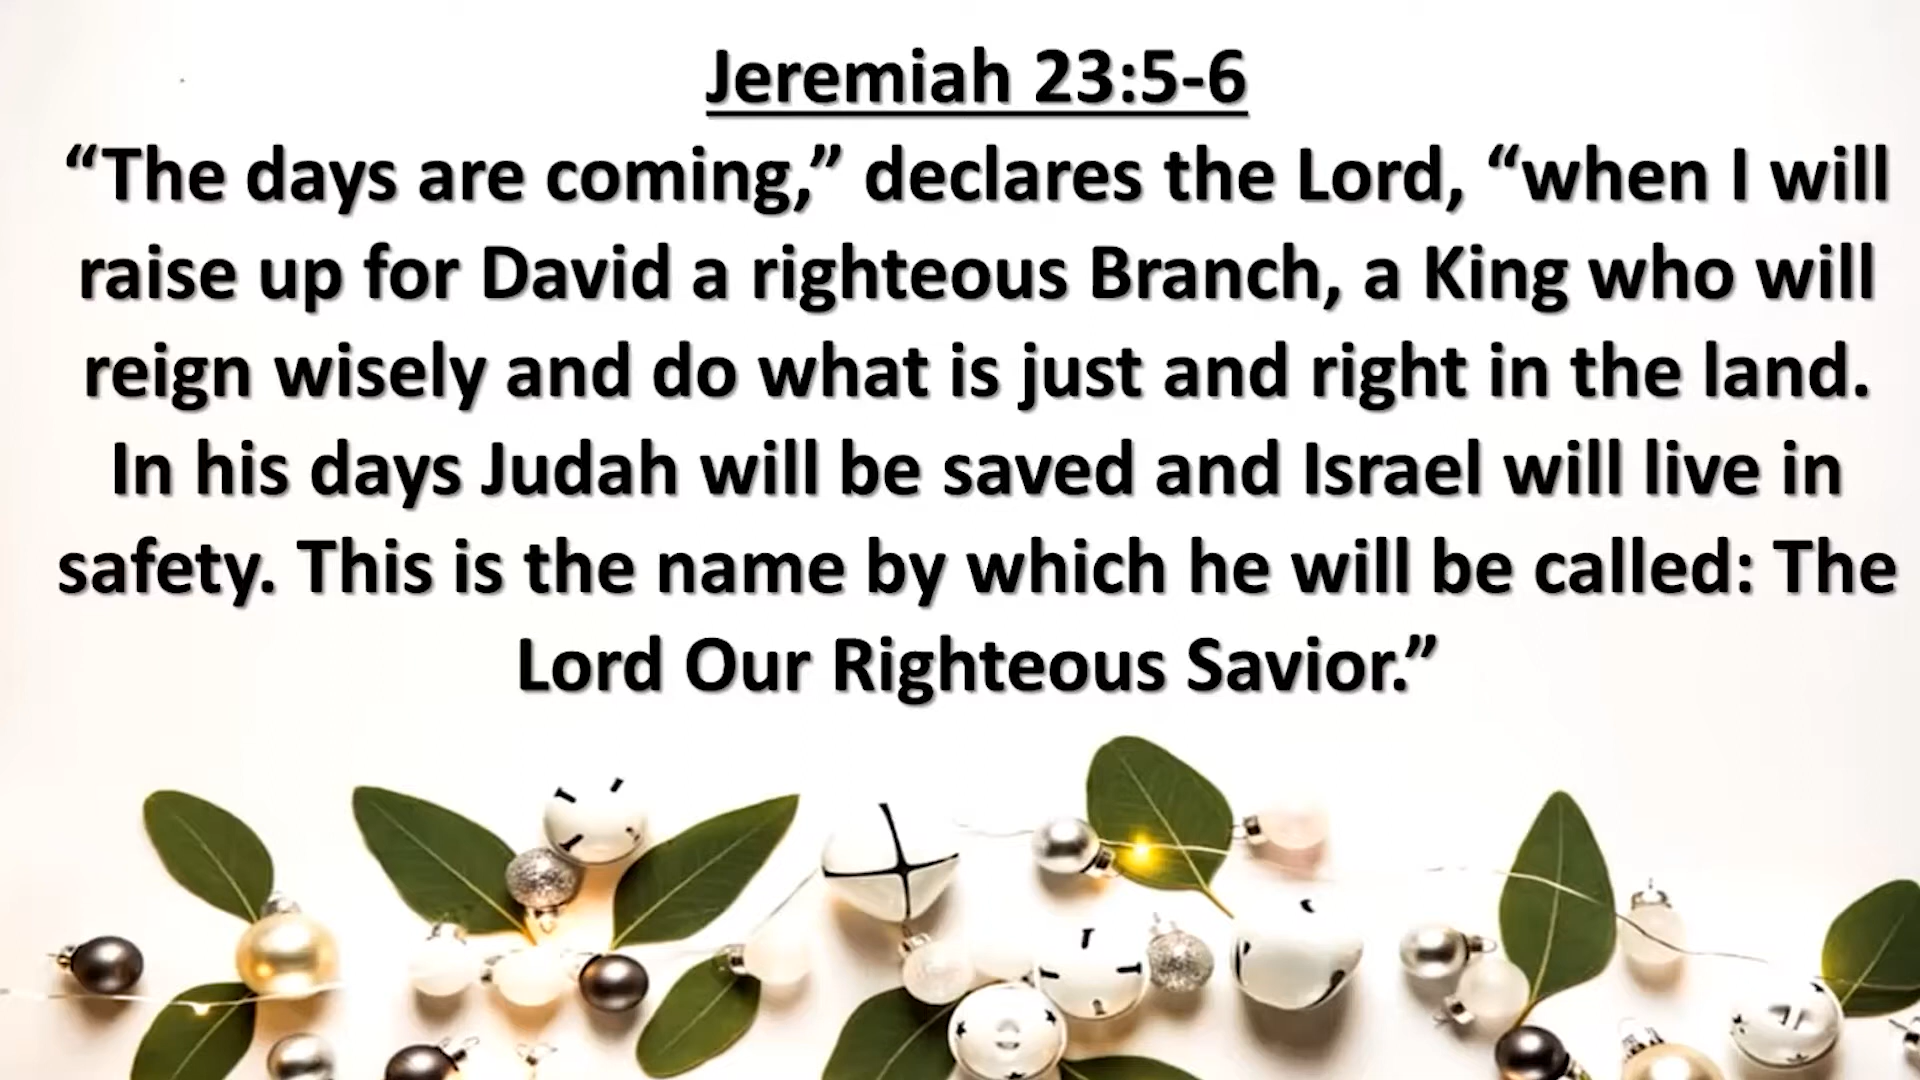 Jeremiah 23:5-6
“The days are coming,” declares the Lord, “when I will
raise up for David a righteous Branch, a King who will
reign wisely and do what is just and right in the land.
In his days Judah will be saved and Israel will live in
safety. This is the name by which he will be called: The
Lord Our Righteous Savior.”